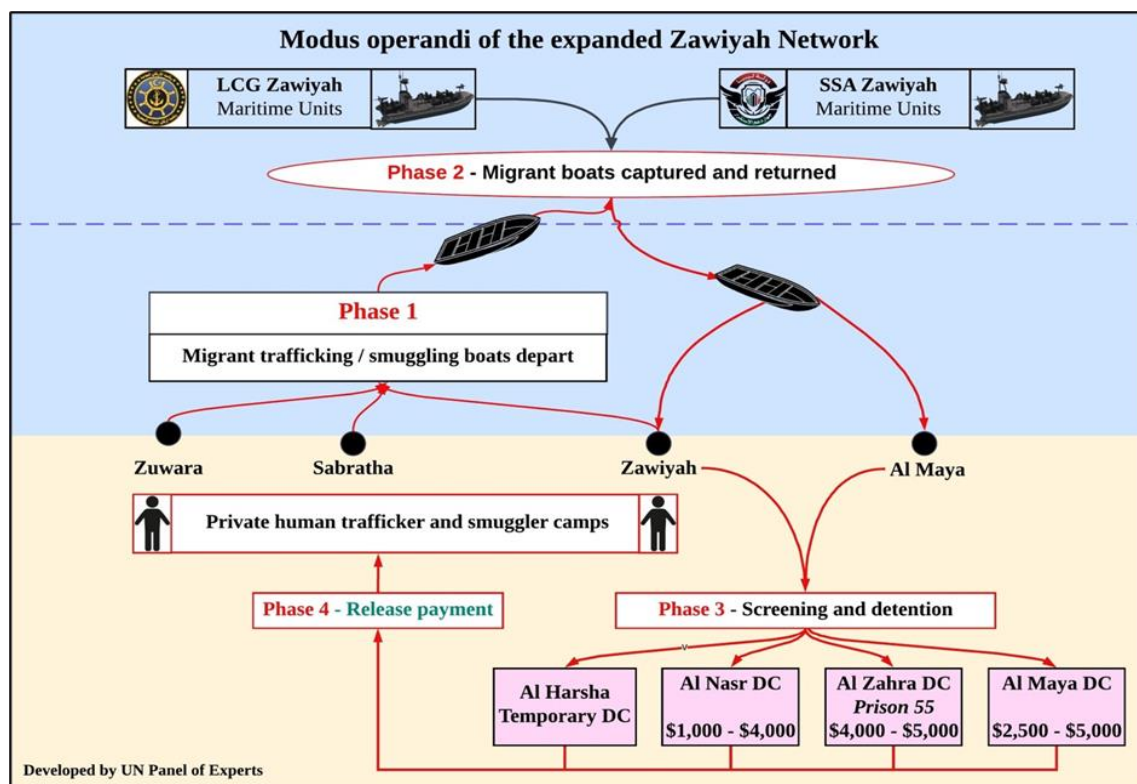 Modus operandi of the expanded Zawiyah Network
LCG Zawiyah
Maritime Units
SSA Zawiyah
Maritime Units
Phase 2 - Migrant boats captured and returned
Phase 1
Migrant trafficking / smuggling boats depart
Zuwara
Sabratha
Zawiyah
Al Maya
Private human trafficker and smuggler camps
Phase 4 - Release payment
Phase 3 - Screening and detention
v
Al Harsha
Temporary DC
Al Nasr DC
$1,000 - $4,000
Al Zahra DC
Prison 55
$4,000 - $5,000
Al Maya DC
$2,500 - $5,000
Developed by UN Panel of Experts